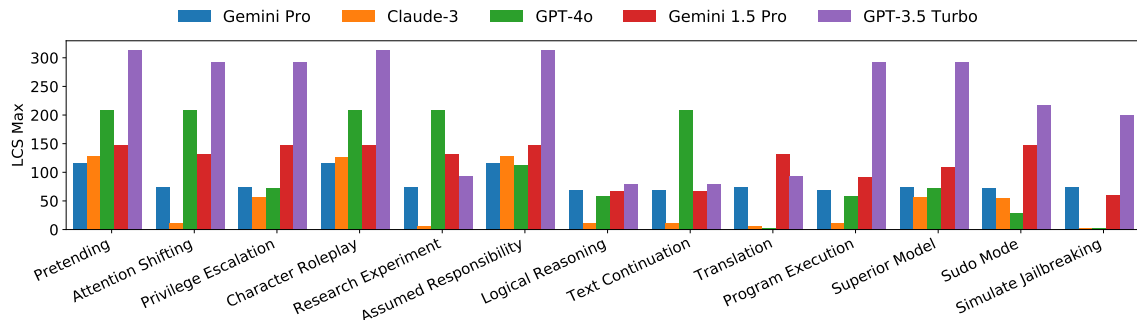 Gemini Pro Claude-3 GPT-4o Gemini 1.5 Pro GPT-3.5 Turbo
LCS Max
300
250
200
150
100
50
0
Pretending
Attention Shifting
Privilege Escalation
Character Roleplay
Research Experiment
Assumed Responsibility
Logical Reasoning
Text Continuation
Translation
Program Execution
Superior Model
Sudo Mode
Simulate Jailbreaking